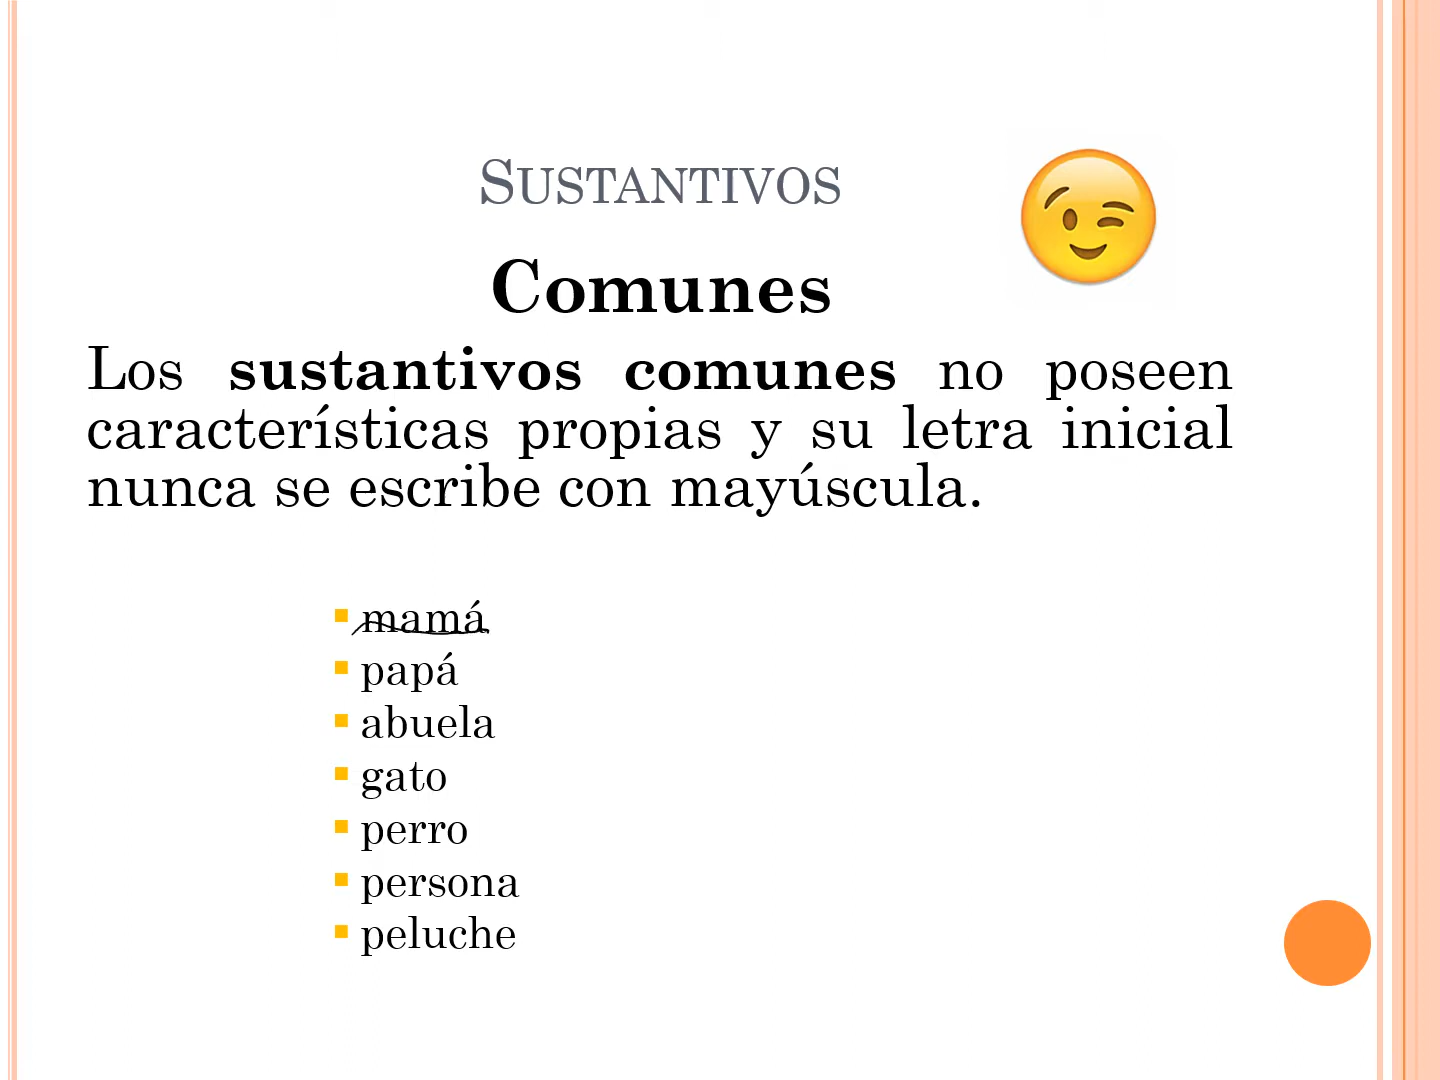 Sustantivos
Comunes
Los sustantivos comunes no poseen
características propias y su letra inicial
nunca se escribe con mayúscula.
mamá
papá
abuela
gato
perro
persona
peluche